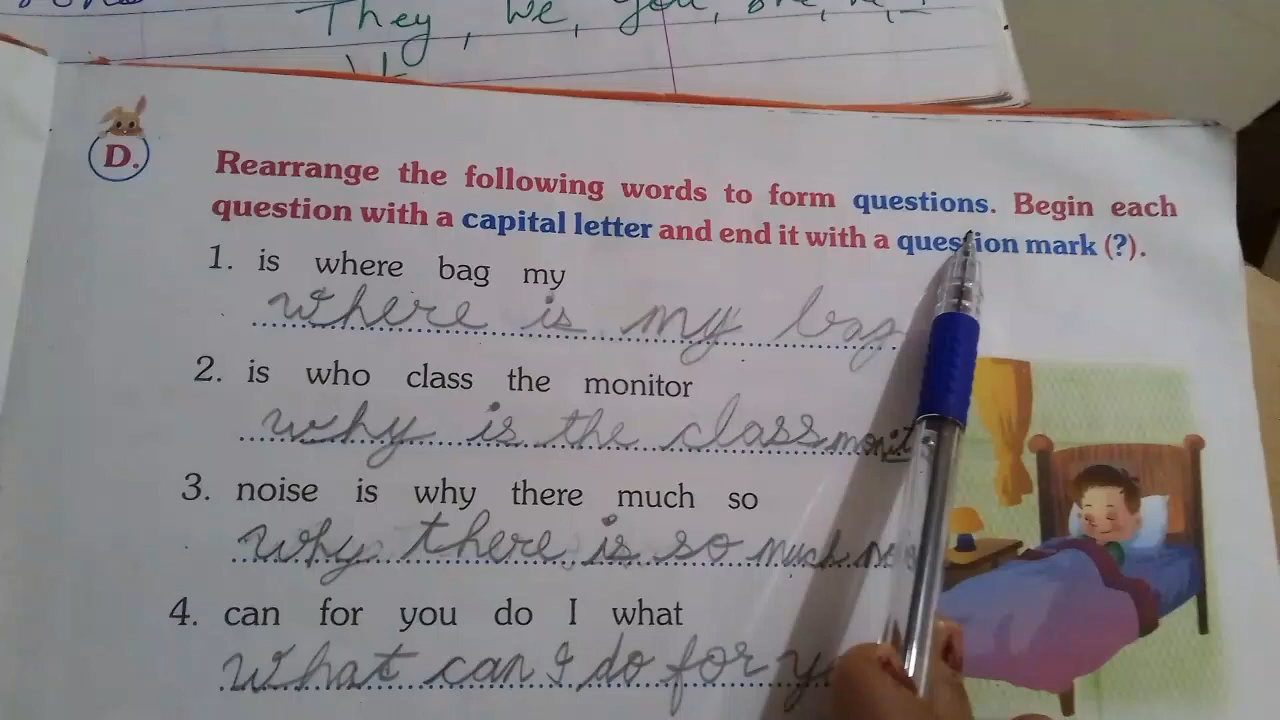 They, We, You, She, 
D.
Rearrange the following words to form questions. Begin each
question with a capital letter and end it with a question mark (?).
1. is where bag my
where is my bag
2. is who class the monitor
why is the class monit
3. noise is why there much so
why there is so much no
4. can for you do I what
What can I do for y